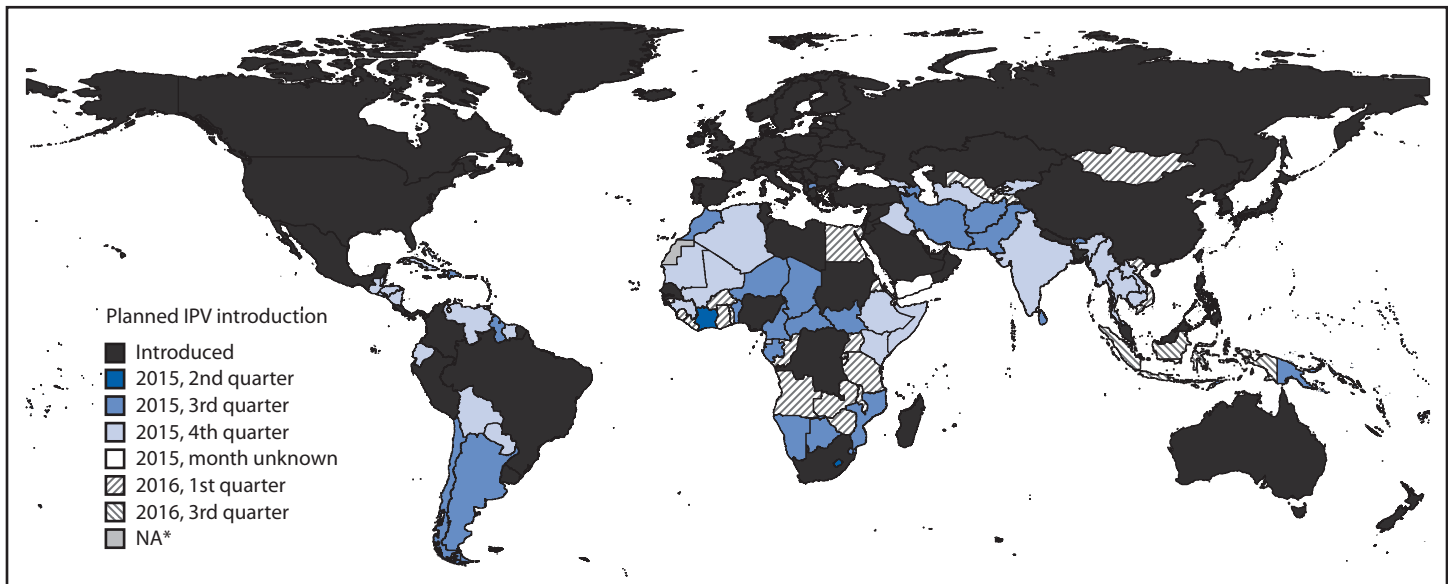 Planned IPV introduction
Introduced
2015, 2nd quarter
2015, 3rd quarter
2015, 4th quarter
2015, month unknown
2016, 1st quarter
2016, 3rd quarter
NA*